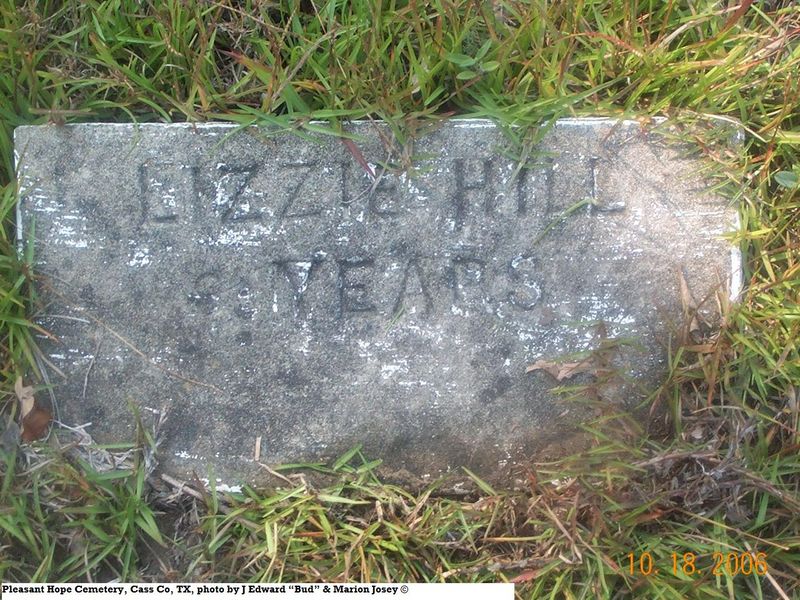 LIZZIE HILL
YEARS
10.18.2006
Pleasant Hope Cemetery, Cass Co, TX, photo by J Edward “Bud” & Marion Josey ©